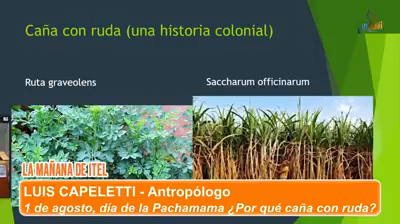 Caña con ruda (una historia colonial)
Ruta graveolens
Saccharum officinarum
LA MAÑANA DE ITEL
LUIS CAPELETTI - Antropólogo
1 de agosto, día de la Pachamama ¿Por qué caña con ruda?